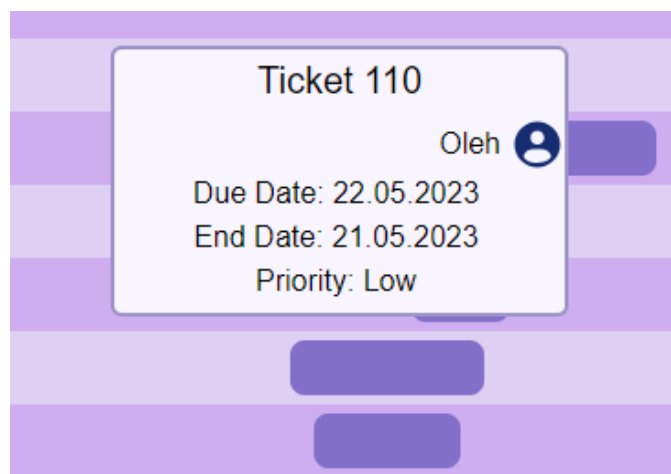 Ticket 110
Oleh
Due Date: 22.05.2023
End Date: 21.05.2023
Priority: Low